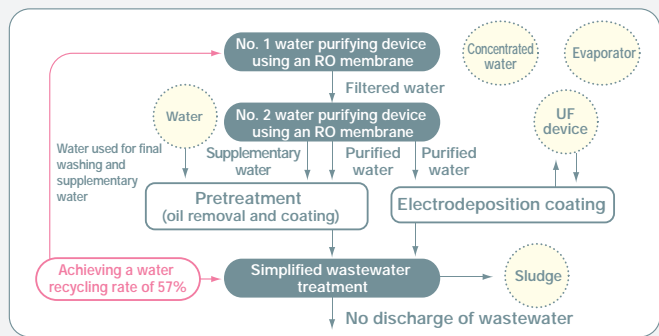 No. 1 water purifying device
using an RO membrane
Concentrated
water
Evaporator
Filtered water
Water
No. 2 water purifying device
using an RO membrane
UF
device
Water used for final
washing and
supplementary
water
Supplementary
water
Purified
water
Purified
water
Pretreatment
(oil removal and coating)
Electrodeposition coating
Achieving a water
recycling rate of 57%
Simplified wastewater
treatment
Sludge
No discharge of wastewater